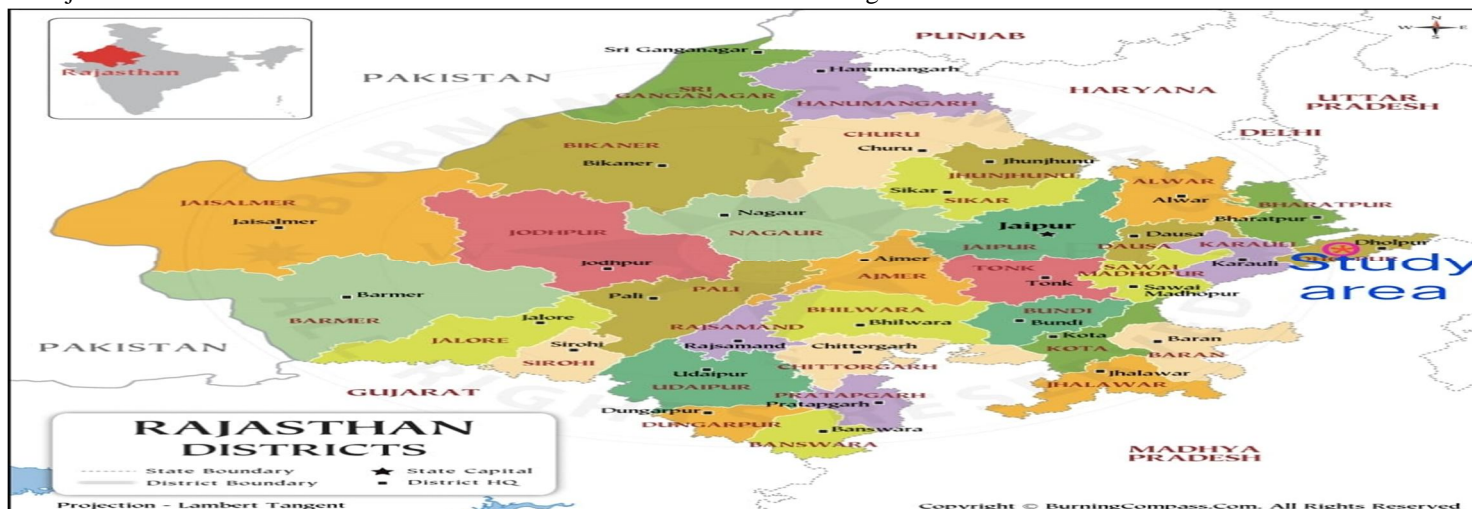 Sri Ganganagar
PUNJAB
Rajasthan
PAKISTAN
Hanumangarh
SRI
GANGANAGAR
HANUMANGARH
HARYANA
UTTAR
PRADESH
DELHI
CHURU
Churu
BIKANER
Bikaner
Jhunjhunu
JHUNJHUNU
Sikar
SIKAR
ALWAR
Alwar
BHARATPUR
Bharatpur
JAISALMER
Jaisalmer
JODHPUR
Jodhpur
Nagaur
NAGAUR
Jaipur
JAIPUR
Dausa
DAUSA
KARAULI
Karauli
Dholpur
Study
area
Ajmer
AJMER
TONK
Tonk
SAWAI
MADHOPUR
Sawai
Madhopur
Barmer
BARMER
Pali
PALI
Jalore
JALORE
Sirohi
SIROHI
RAJSAMAND
Rajsamand
BHILWARA
Bhilwara
BUNDI
Bundi
Kota
KOTA
Baran
BARAN
Chittorgarh
CHITTORGARH
Jhalawar
JHALAWAR
PAKISTAN
GUJARAT
Udaipur
UDAIPUR
PRATAPGARH
Pratapgarh
Dungarpur
DUNGARPUR
Banswara
BANSWARA
MADHYA
PRADESH
RAJASTHAN
DISTRICTS
State Boundary
State Capital
District Boundary
District HQ
Projection - Lambert Tangent
Copyright © BurningCompass.Com. All Rights Reserved
N
W
E
S